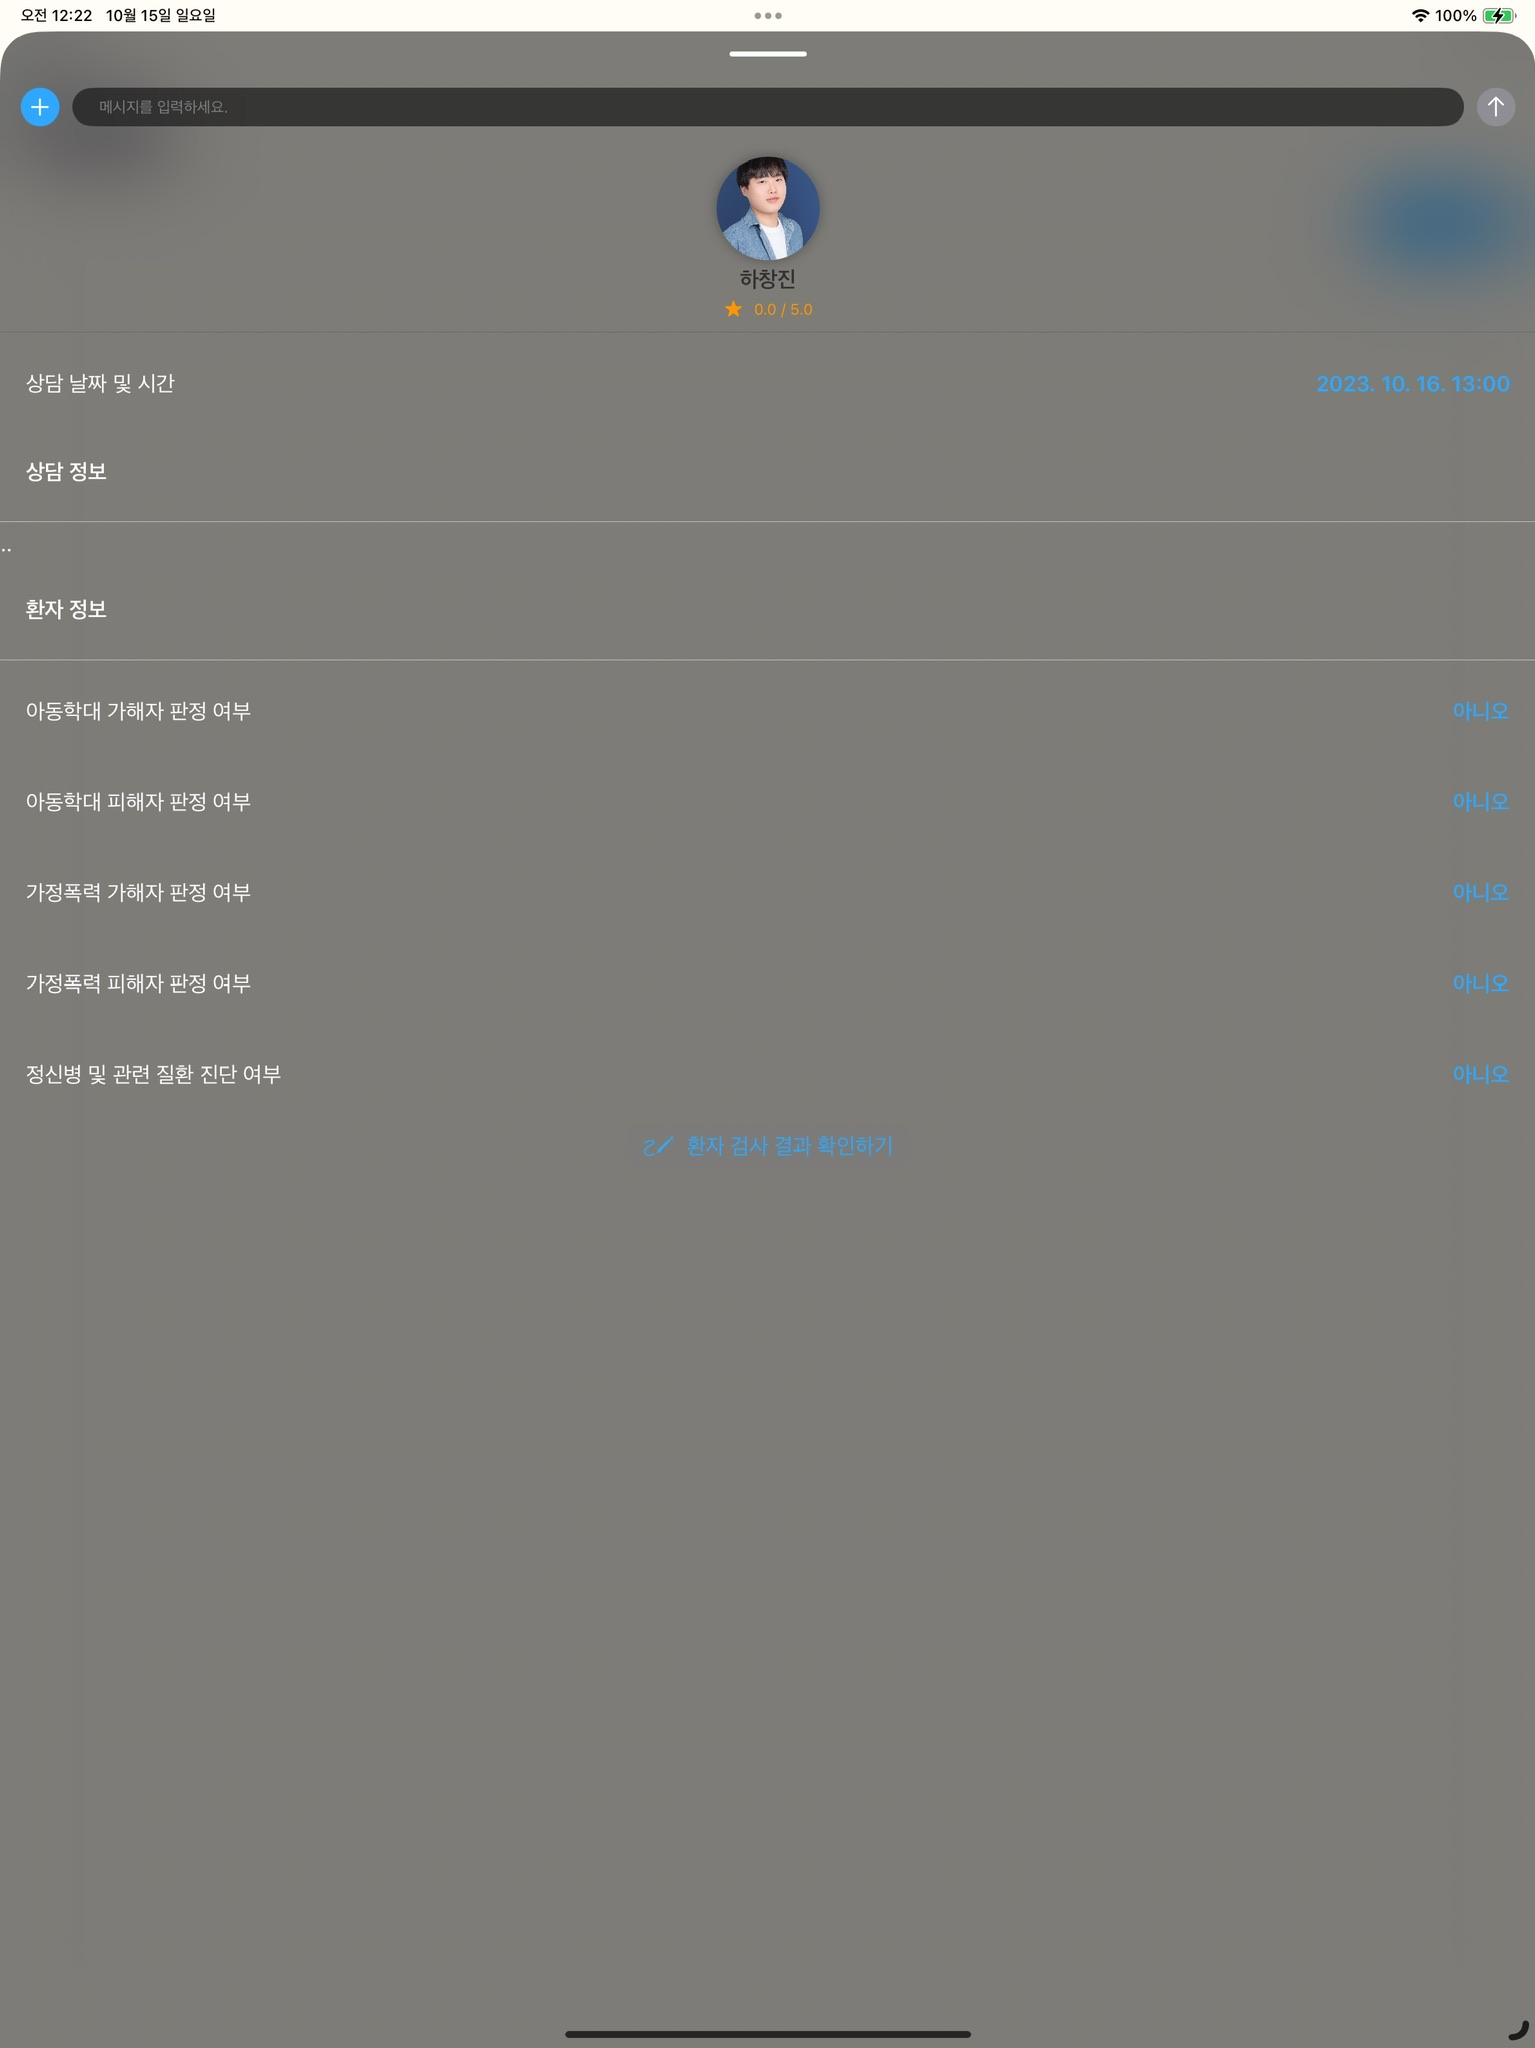 오전 12:22 10월 15일 일요일 100%
메시지를 입력하세요.
하창진
0.0 / 5.0
상담 날짜 및 시간 2023. 10. 16. 13:00
상담 정보
..
환자 정보
아동학대 가해자 판정 여부 아니오
아동학대 피해자 판정 여부 아니오
가정폭력 가해자 판정 여부 아니오
가정폭력 피해자 판정 여부 아니오
정신병 및 관련 질환 진단 여부 아니오
환자 검사 결과 확인하기